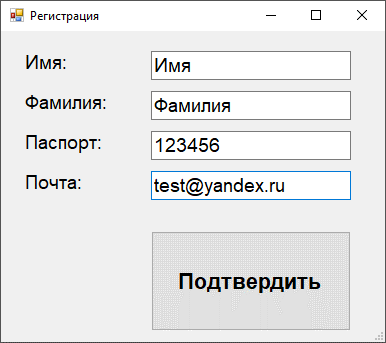 Регистрация
Имя: Имя
Фамилия: Фамилия
Паспорт: 123456
Почта: test@yandex.ru
Подтвердить